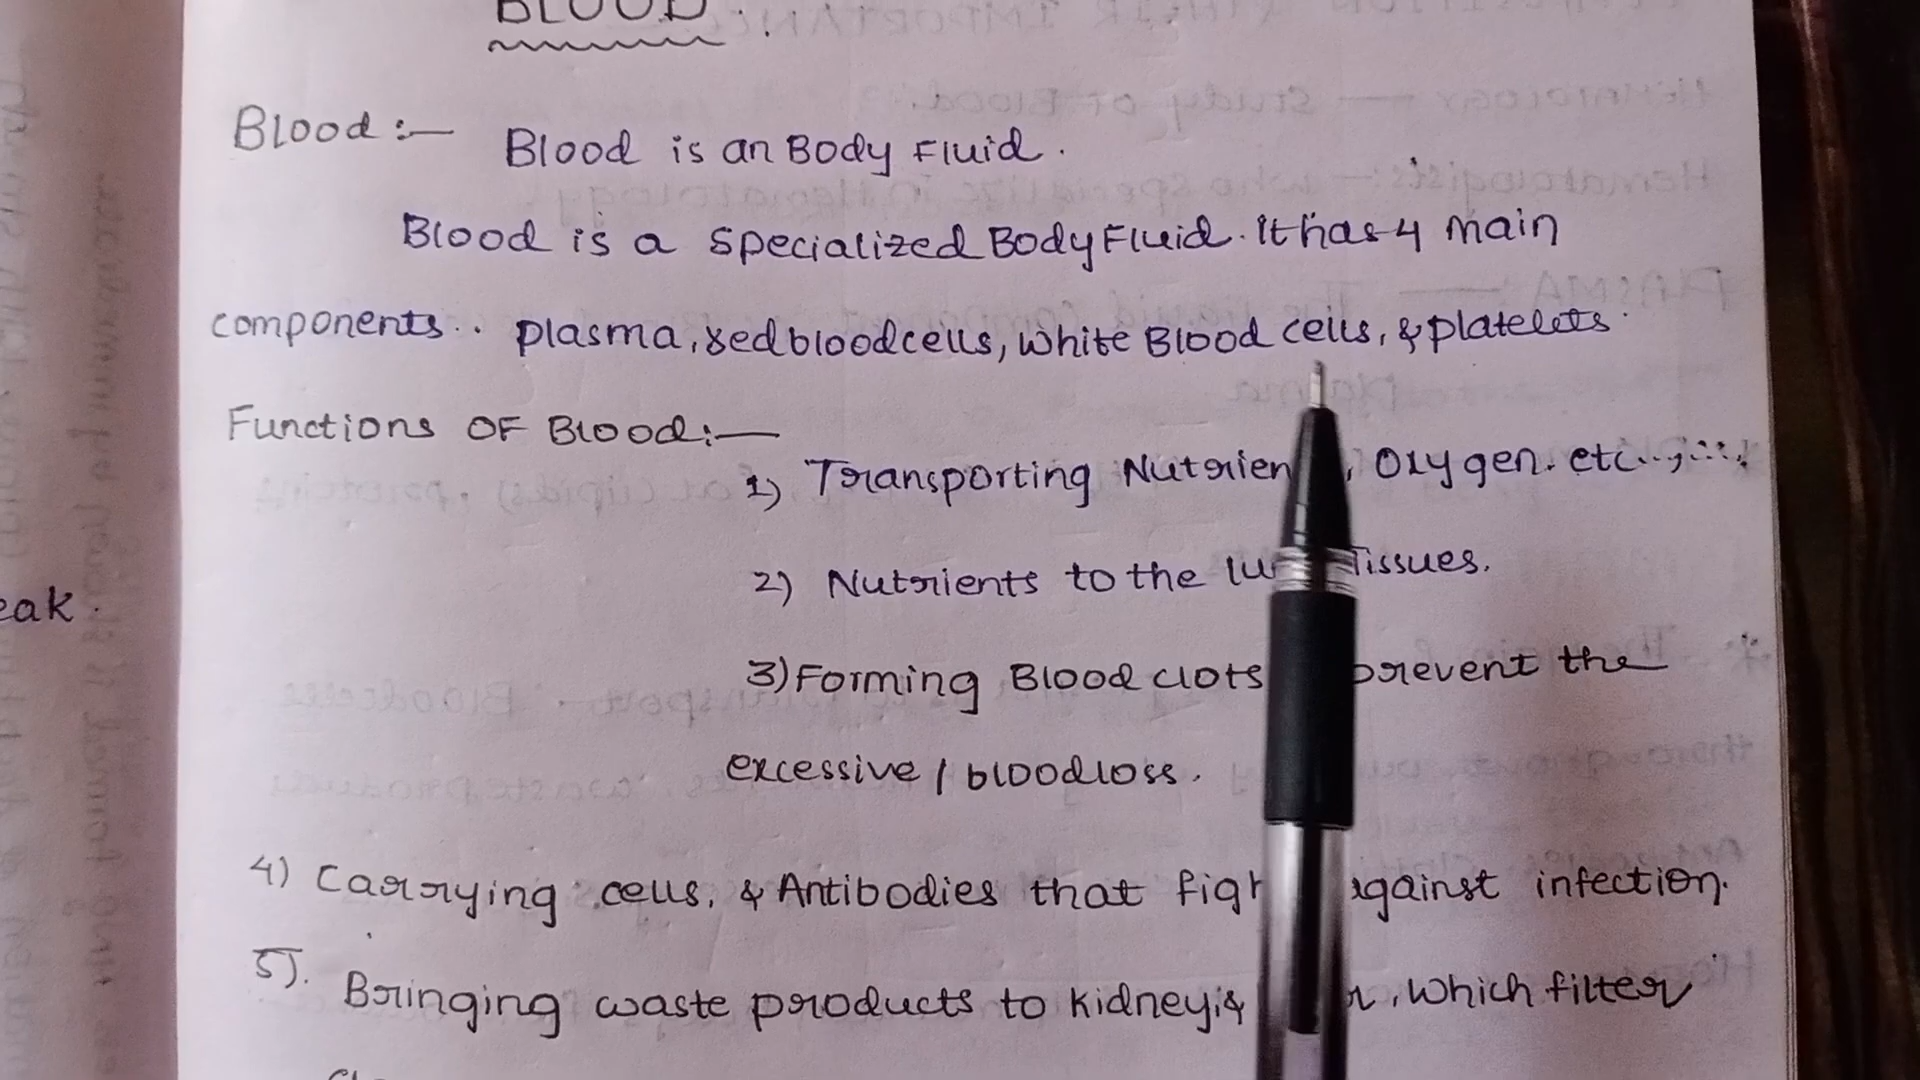 BLOOD.
Blood :- Blood is an Body Fluid.
Blood is a specialized Body Fluid. It has 4 main
components.. plasma, red blood cells, White Blood cells, & platelets.
Functions OF Blood:-
1) Transporting Oxygen. etc..,
2) Nutrients to the Tissues.
3) Forming Blood clots prevent the
excessive / bloodloss.
4) Carrying cells, & Antibodies that against infection.
5). Bringing waste products to kidney,& , Which filter
eak.